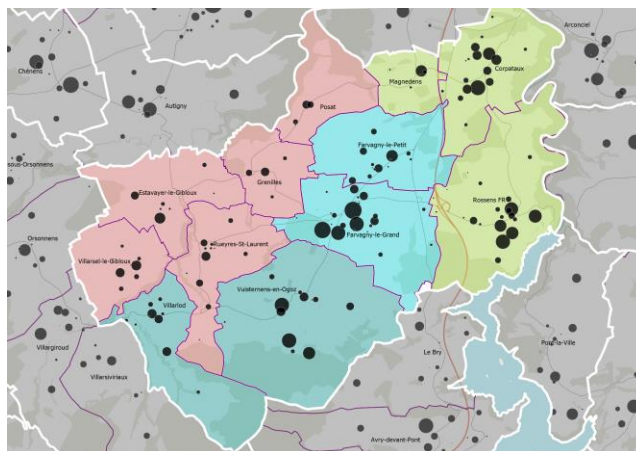 Arconciel
Chénens
Corpataux
Magnedens
Autigny
Posat
Farvagny-le-Petit
sous-Orsonnens
Grenilles
Estavayer-le-Gibloux
Rossens FR
Orsonnens
Farvagny-le-Grand
Rueyres-St-Laurent
Villarsel-le-Gibloux
Vuisternens-en-Ogoz
Villarlod
Villargiroud
Pont-la-Ville
Le Bry
Villarsiviriaux
Avry-devant-Pont